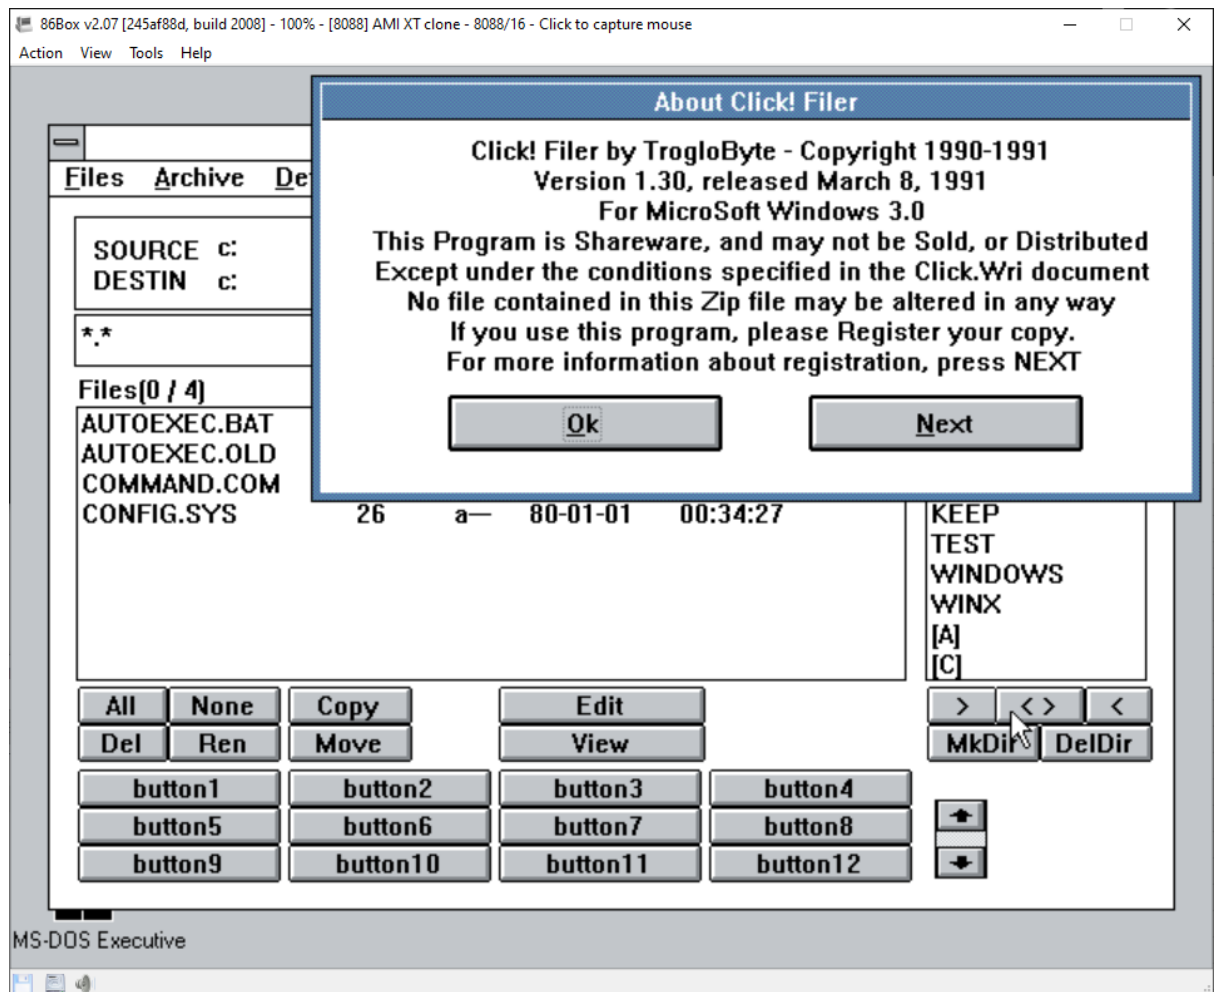 86Box v2.07 [245af88d, build 2008] - 100% - [8088] AMI XT clone - 8088/16 - Click to capture mouse
Action View Tools Help
About Click! Filer
Click! Filer by TrogloByte - Copyright 1990-1991
Version 1.30, released March 8, 1991
For MicroSoft Windows 3.0
This Program is Shareware, and may not be Sold, or Distributed
Except under the conditions specified in the Click.Wri document
No file contained in this Zip file may be altered in any way
If you use this program, please Register your copy.
For more information about registration, press NEXT
Ok Next
Files Archive De
SOURCE c:
DESTIN c:
*.*
Files(0 / 4)
AUTOEXEC.BAT
AUTOEXEC.OLD
COMMAND.COM
CONFIG.SYS 26 a— 80-01-01 00:34:27
KEEP
TEST
WINDOWS
WINX
[A]
[C]
All None Copy Edit > < > <
Del Ren Move View MkDir DelDir
button1 button2 button3 button4
button5 button6 button7 button8
button9 button10 button11 button12
MS-DOS Executive